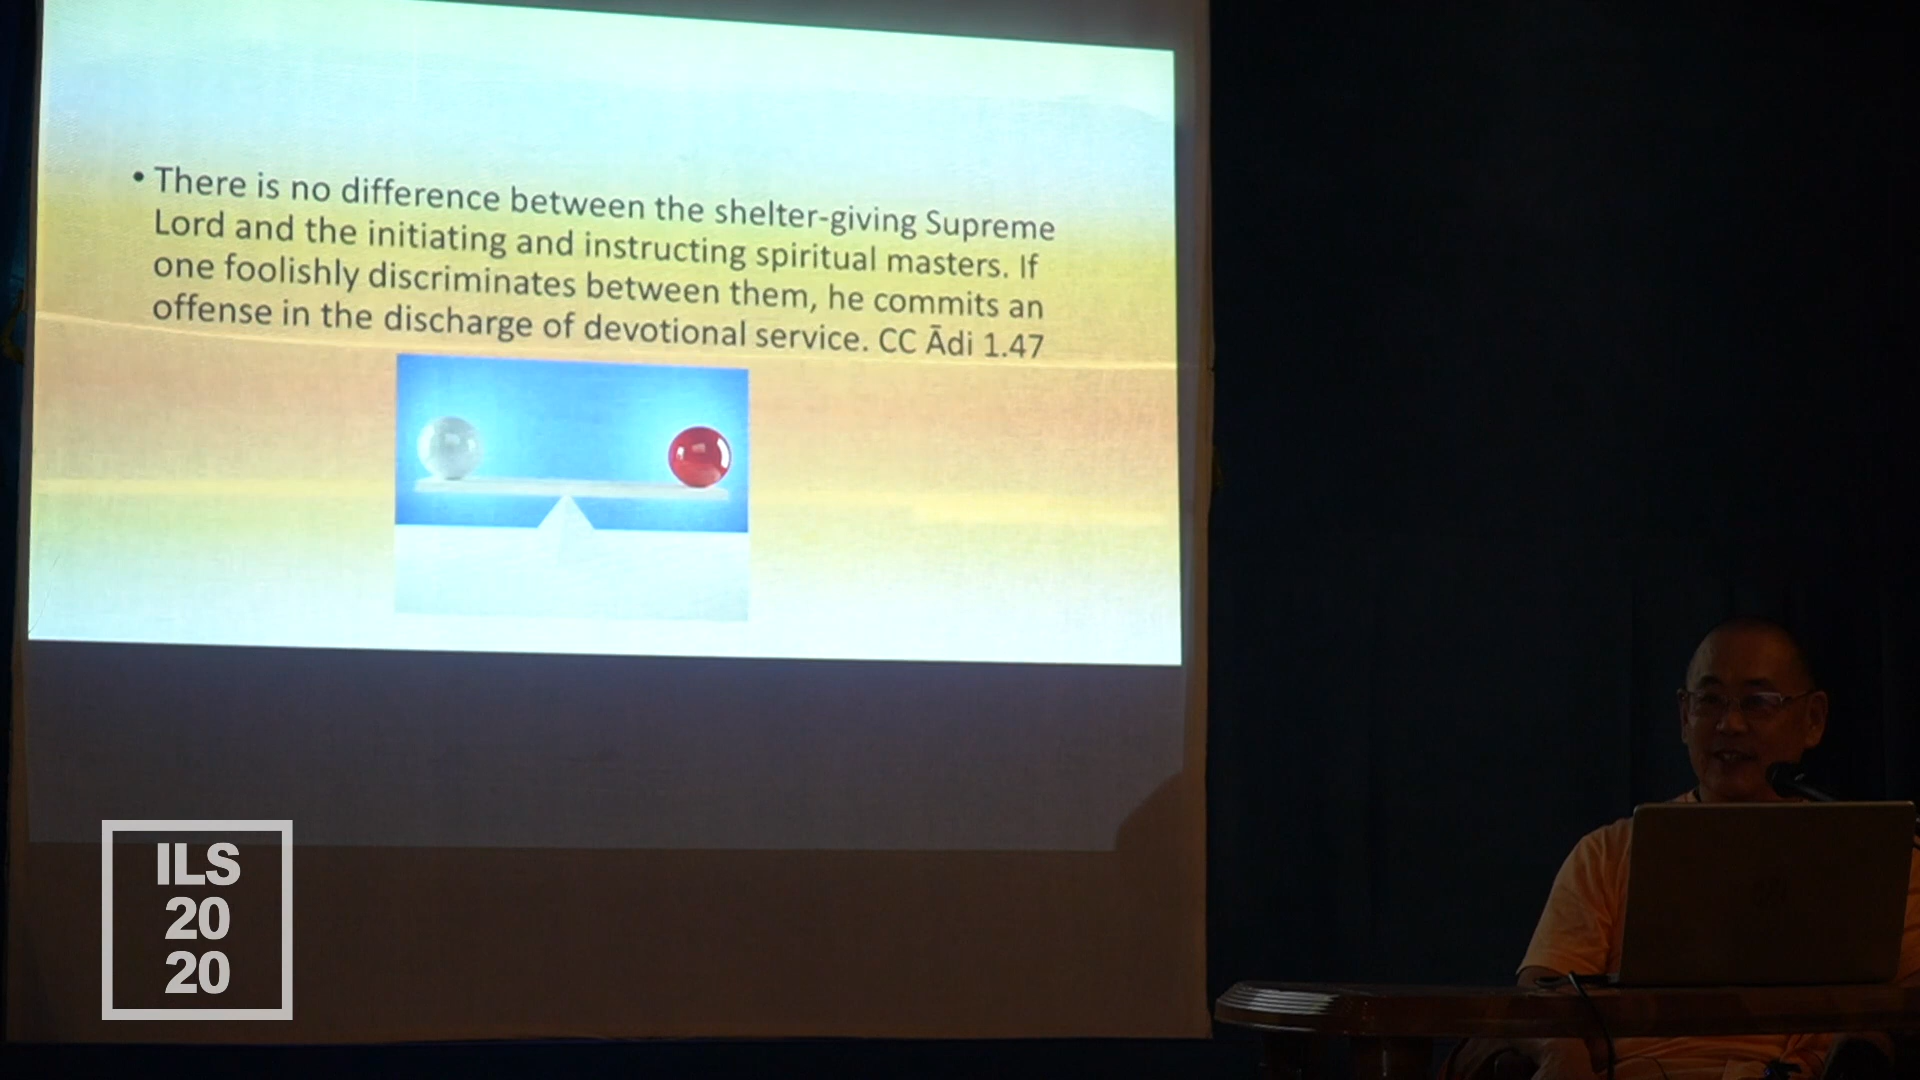 • There is no difference between the shelter-giving Supreme
Lord and the initiating and instructing spiritual masters. If
one foolishly discriminates between them, he commits an
offense in the discharge of devotional service. CC Ādi 1.47
ILS
20
20